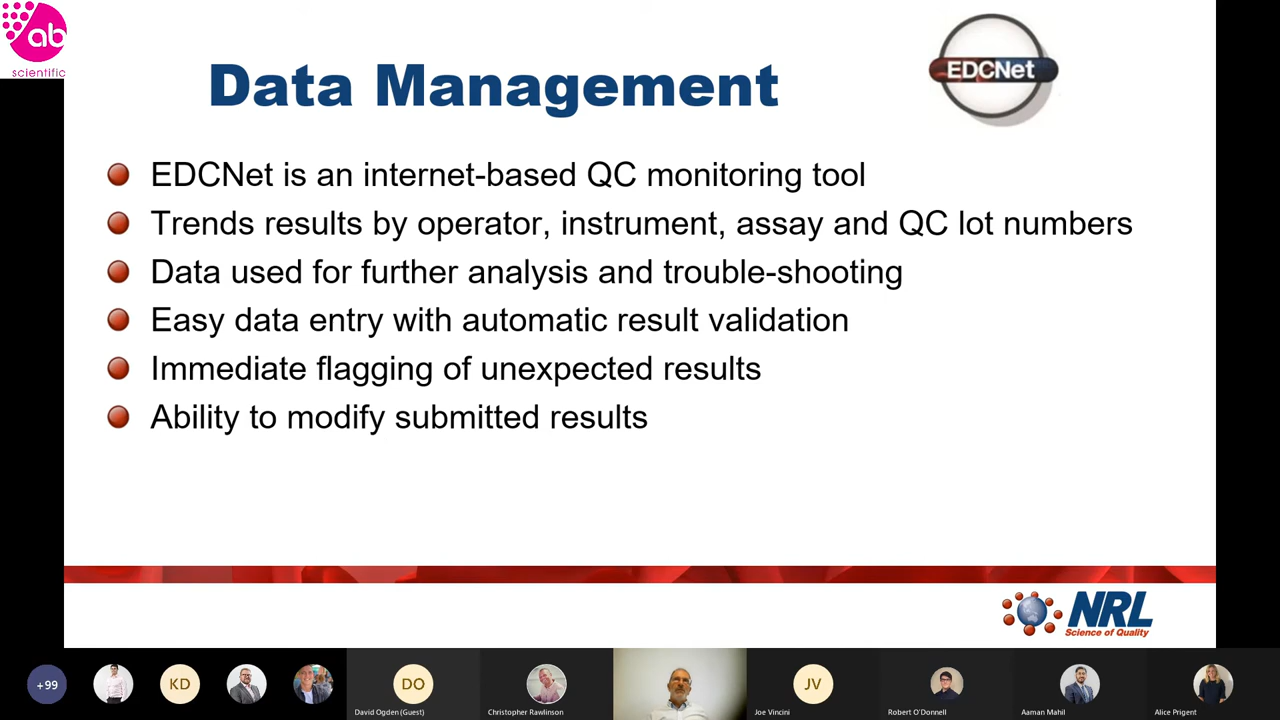 ab
scientific
Data Management
EDCNet
EDCNet is an internet-based QC monitoring tool
Trends results by operator, instrument, assay and QC lot numbers
Data used for further analysis and trouble-shooting
Easy data entry with automatic result validation
Immediate flagging of unexpected results
Ability to modify submitted results
NRL
Science of Quality
+99
KD
DO
JV
David Ogden (Guest)
Christopher Rawlinson
Joe Vincini
Robert O'Donnell
Aaman Mahil
Alice Prigent